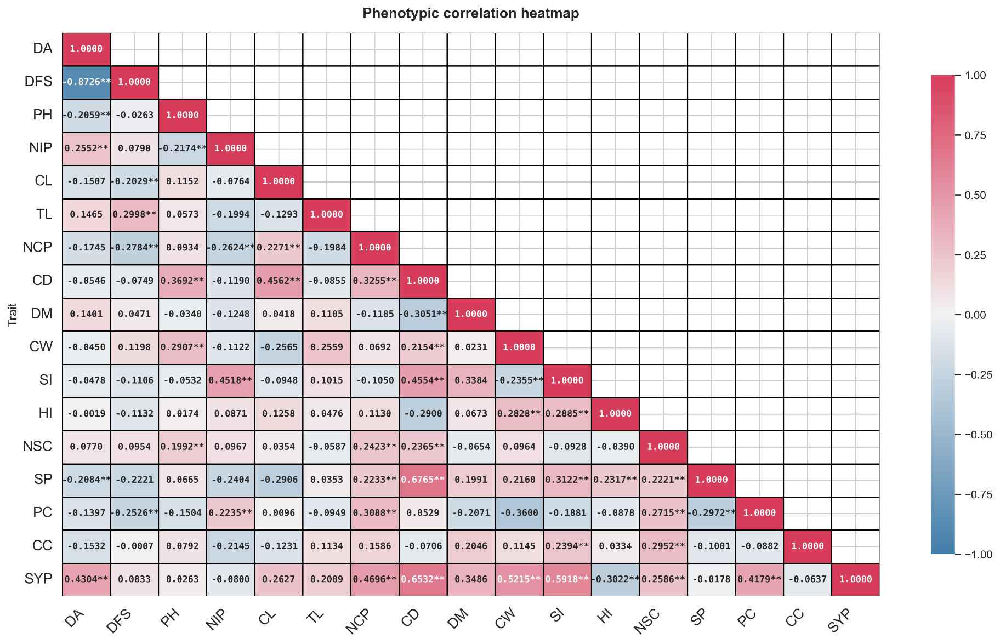 Phenotypic correlation heatmap
DA 1.0000
DFS -0.8726** 1.0000
PH -0.2059** -0.0263 1.0000
NIP 0.2552** 0.0790 -0.2174** 1.0000
CL -0.1507 -0.2029** 0.1152 -0.0764 1.0000
TL 0.1465 0.2998** 0.0573 -0.1994 -0.1293 1.0000
NCP -0.1745 -0.2784** 0.0934 -0.2624** 0.2271** -0.1984 1.0000
CD -0.0546 -0.0749 0.3692** -0.1190 0.4562** -0.0855 0.3255** 1.0000
DM 0.1401 0.0471 -0.0340 -0.1248 0.0418 0.1105 -0.1185 -0.3051** 1.0000
CW -0.0450 0.1198 0.2907** -0.1122 -0.2565 0.2559 0.0692 0.2154** 0.0231 1.0000
SI -0.0478 -0.1106 -0.0532 0.4518** -0.0948 0.1015 -0.1050 0.4554** 0.3384 -0.2355** 1.0000
HI -0.0019 -0.1132 0.0174 0.0871 0.1258 0.0476 0.1130 -0.2900 0.0673 0.2828** 0.2885** 1.0000
NSC 0.0770 0.0954 0.1992** 0.0967 0.0354 -0.0587 0.2423** 0.2365** -0.0654 0.0964 -0.0928 -0.0390 1.0000
SP -0.2084** -0.2221 0.0665 -0.2404 -0.2906 0.0353 0.2233** 0.6765** 0.1991 0.2160 0.3122** 0.2317** 0.2221** 1.0000
PC -0.1397 -0.2526** -0.1504 0.2235** 0.0096 -0.0949 0.3088** 0.0529 -0.2071 -0.3600 -0.1881 -0.0878 0.2715** -0.2972** 1.0000
CC -0.1532 -0.0007 0.0792 -0.2145 -0.1231 0.1134 0.1586 -0.0706 0.2046 0.1145 0.2394** 0.0334 0.2952** -0.1001 -0.0882 1.0000
SYP 0.4304** 0.0833 0.0263 -0.0800 0.2627 0.2009 0.4696** 0.6532** 0.3486 0.5215** 0.5918** -0.3022** 0.2586** -0.0178 0.4179** -0.0637 1.0000
DA DFS PH NIP CL TL NCP CD DM CW SI HI NSC SP PC CC SYP
Trait
1.00
0.75
0.50
0.25
0.00
−0.25
−0.50
−0.75
−1.00